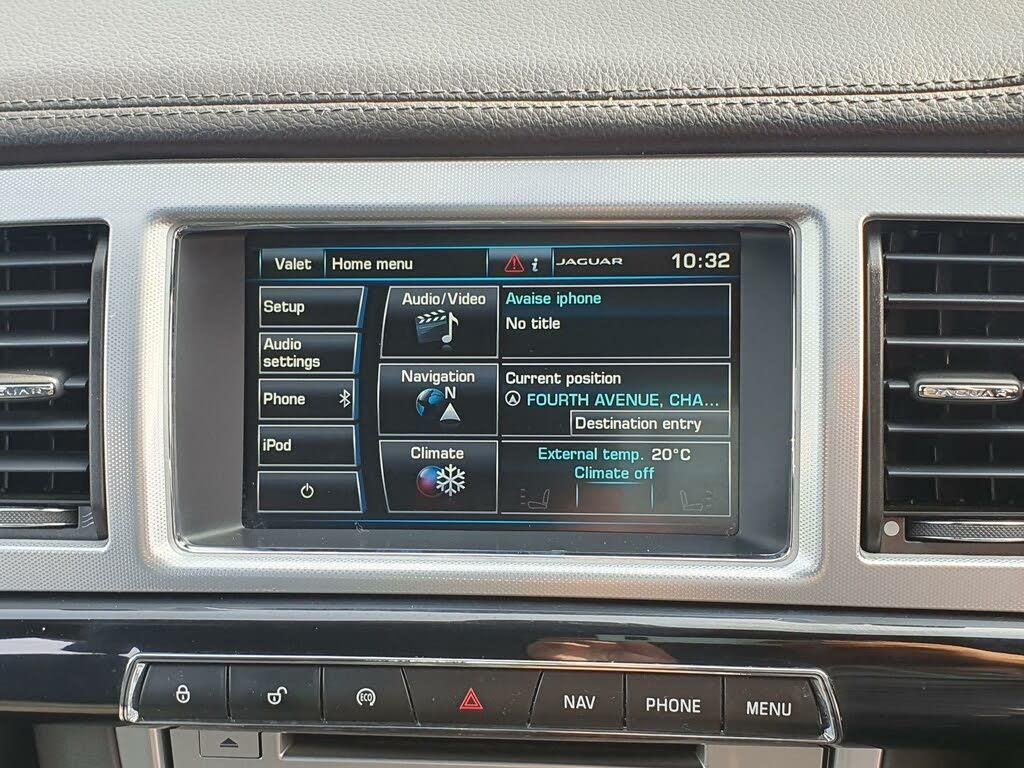 Valet Home menu i JAGUAR 10:32
Setup
Audio settings
Phone
iPod
Audio/Video
Avaise iphone
No title
Navigation
N
Current position
FOURTH AVENUE, CHA...
Destination entry
Climate
External temp. 20°C
Climate off
JAGUAR
ECO NAV PHONE MENU